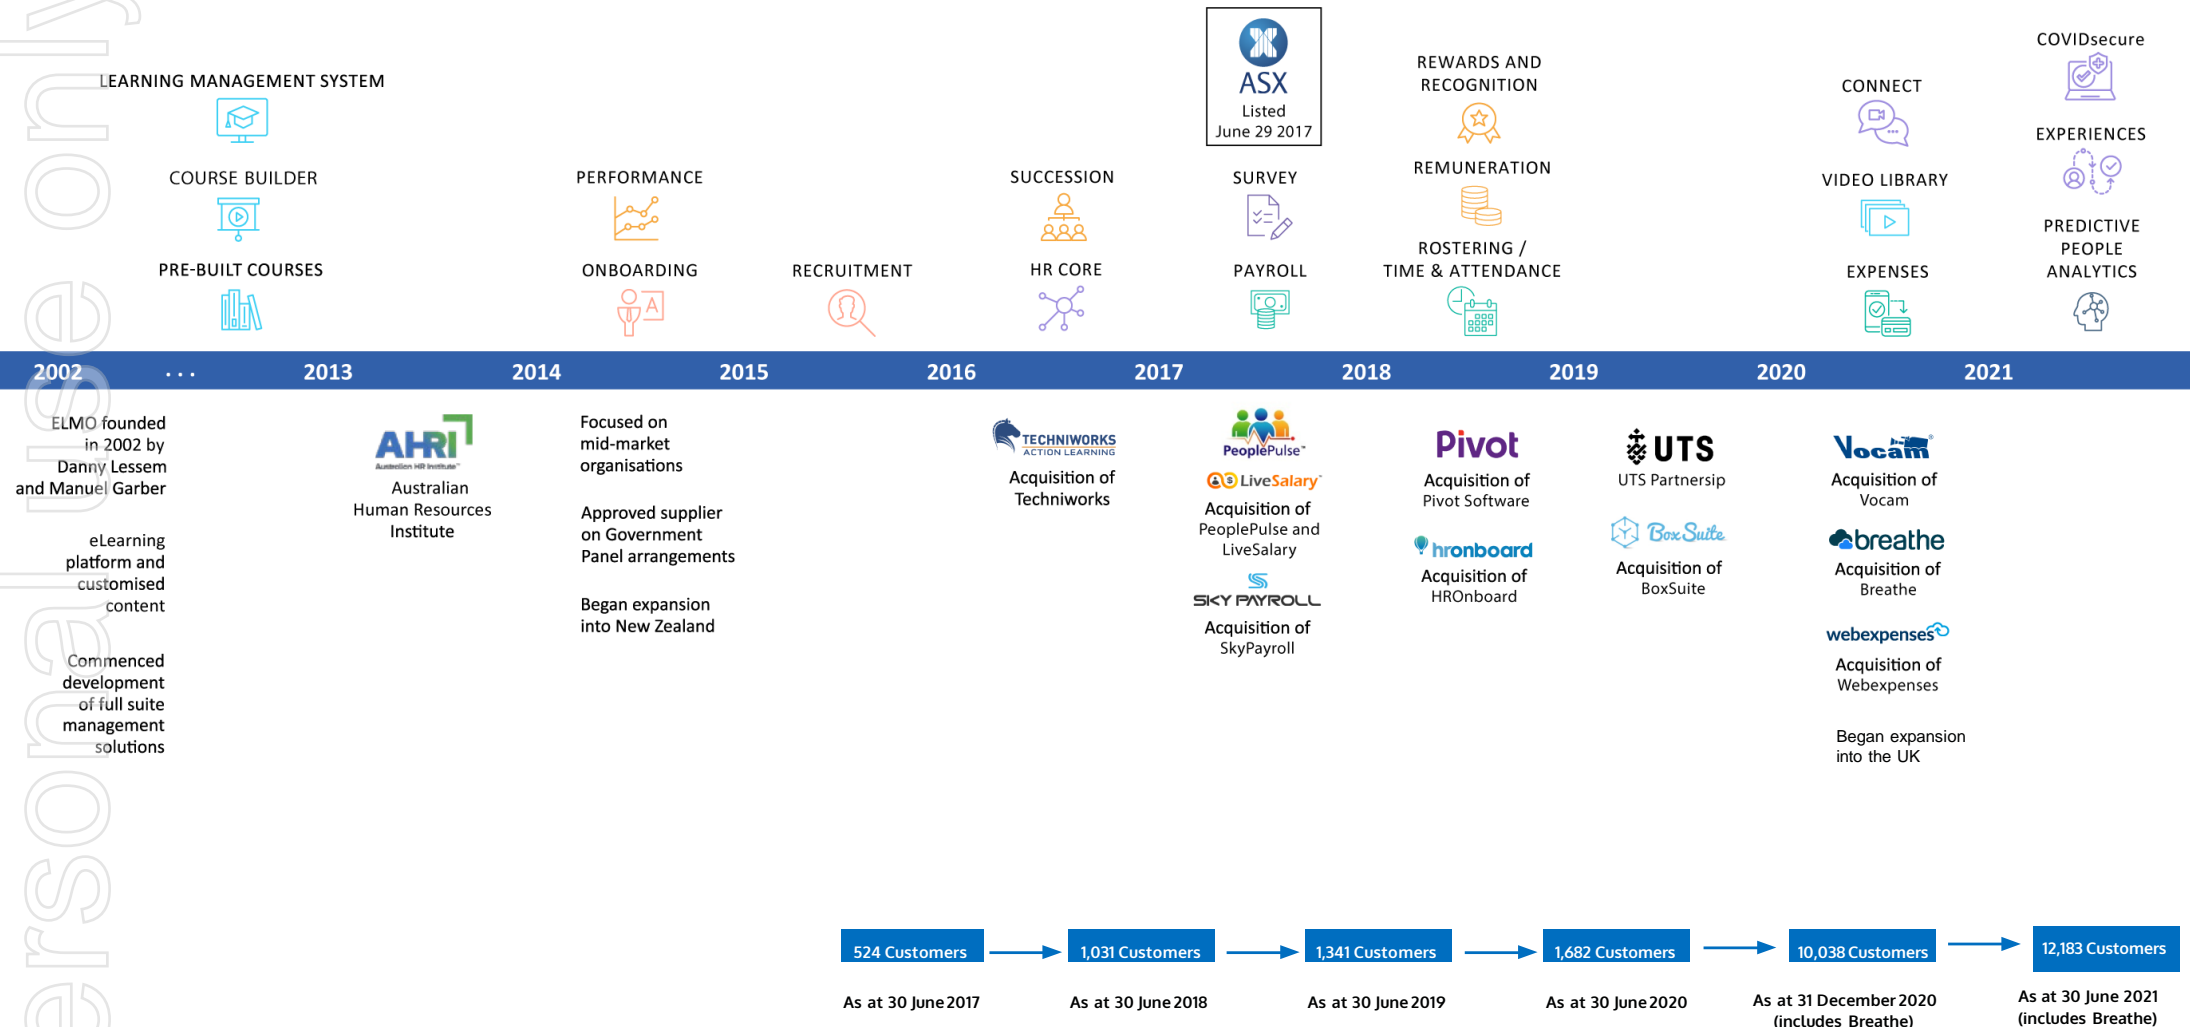 ersonal use only
LEARNING MANAGEMENT SYSTEM
COURSE BUILDER
PRE-BUILT COURSES
PERFORMANCE
ONBOARDING
A
RECRUITMENT
SUCCESSION
HR CORE
ASX
Listed
June 29 2017
SURVEY
PAYROLL
REWARDS AND
RECOGNITION
REMUNERATION
ROSTERING /
TIME & ATTENDANCE
CONNECT
VIDEO LIBRARY
EXPENSES
COVIDsecure
EXPERIENCES
PREDICTIVE
PEOPLE
ANALYTICS
2002 ... 2013 2014 2015 2016 2017 2018 2019 2020 2021
ELMO founded
in 2002 by
Danny Lessem
and Manuel Garber
eLearning
platform and
customised
content
Commenced
development
of full suite
management
solutions
AHRI
Australian HR Institute™
Australian
Human Resources
Institute
Focused on
mid-market
organisations
Approved supplier
on Government
Panel arrangements
Began expansion
into New Zealand
TECHNIWORKS
ACTION LEARNING
Acquisition of
Techniworks
PeoplePulse™
LiveSalary™
Acquisition of
PeoplePulse and
LiveSalary
SKY PAYROLL
Acquisition of
SkyPayroll
Pivot
Acquisition of
Pivot Software
hronboard
Acquisition of
HROnboard
UTS
UTS Partnersip
BoxSuite
Acquisition of
BoxSuite
Vocam®
Acquisition of
Vocam
breathe
Acquisition of
Breathe
webexpenses
Acquisition of
Webexpenses
Began expansion
into the UK
524 Customers
As at 30 June 2017
1,031 Customers
As at 30 June 2018
1,341 Customers
As at 30 June 2019
1,682 Customers
As at 30 June 2020
10,038 Customers
As at 31 December 2020
(includes Breathe)
12,183 Customers
As at 30 June 2021
(includes Breathe)